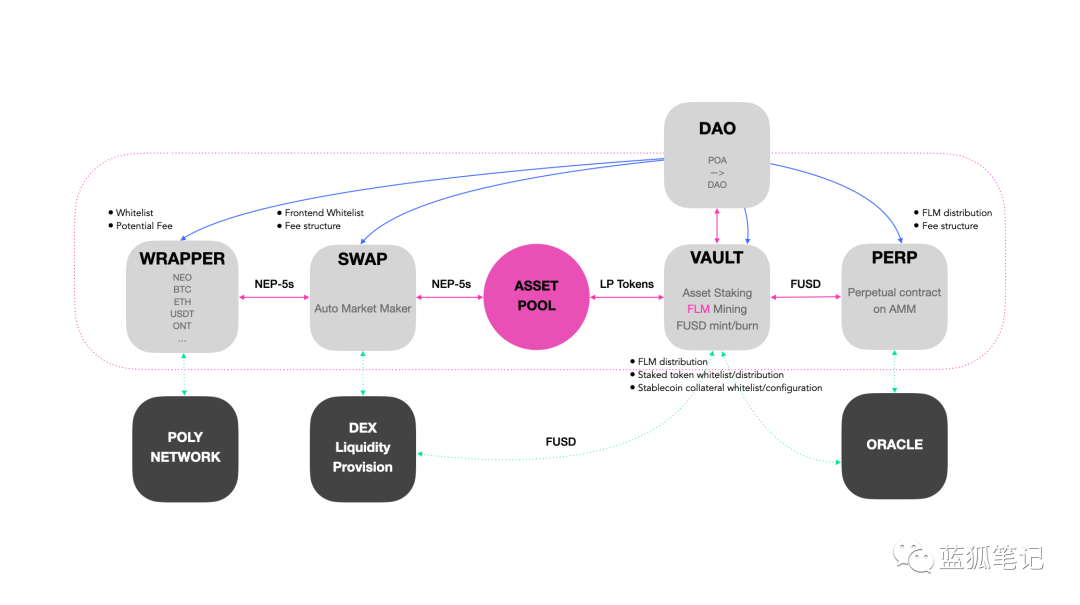 DAO
POA
—>
DAO
• Whitelist
• Potential Fee
• Frontend Whitelist
• Fee structure
• FLM distribution
• Fee structure
WRAPPER
NEO
BTC
ETH
USDT
ONT
...
NEP-5s
SWAP
Auto Market Maker
NEP-5s
ASSET
POOL
LP Tokens
VAULT
Asset Staking
FLM Mining
FUSD mint/burn
FUSD
PERP
Perpetual contract
on AMM
• FLM distribution
• Staked token whitelist/distribution
• Stablecoin collateral whitelist/configuration
POLY
NETWORK
DEX
Liquidity
Provision
FUSD
ORACLE
蓝狐笔记